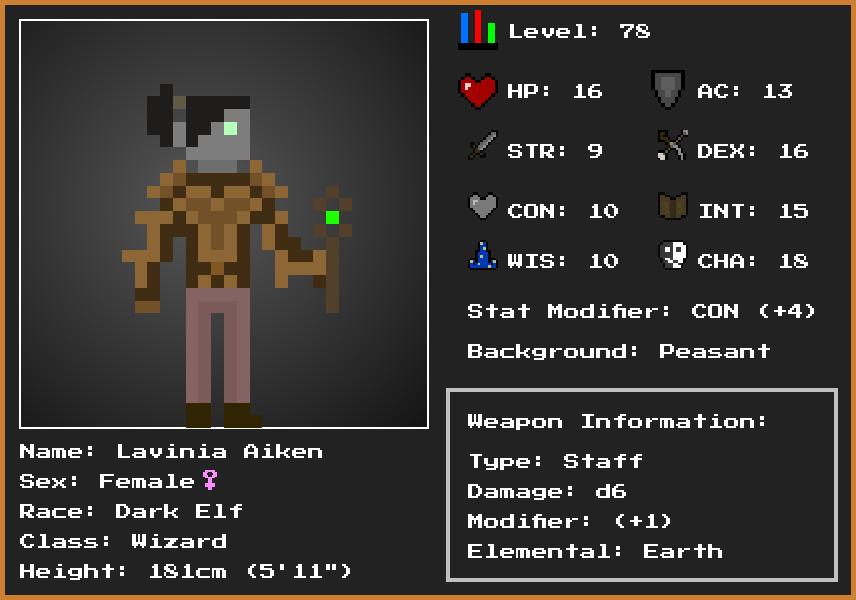 Level: 78
HP: 16
AC: 13
STR: 9
DEX: 16
CON: 10
INT: 15
WIS: 10
CHA: 18
Stat Modifier: CON (+4)
Background: Peasant
Weapon Information:
Type: Staff
Damage: d6
Modifier: (+1)
Elemental: Earth
Name: Lavinia Aiken
Sex: Female♀
Race: Dark Elf
Class: Wizard
Height: 181cm (5'11")